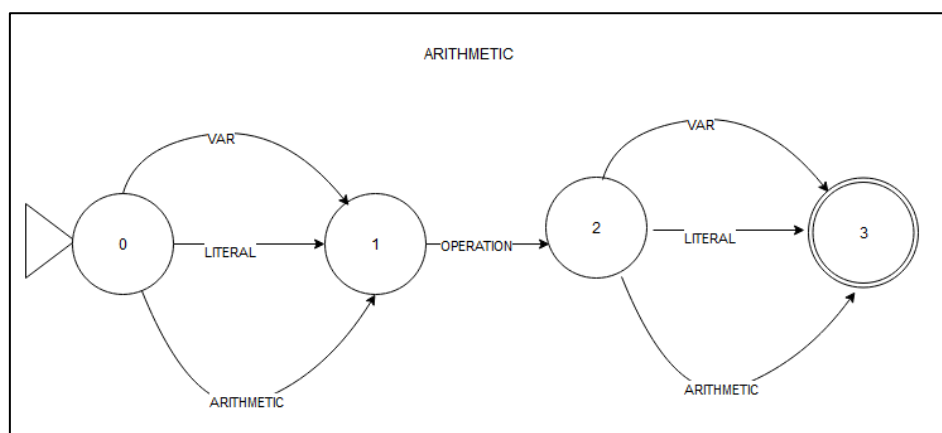 ARITHMETIC
VAR
VAR
0
LITERAL
1
OPERATION
2
LITERAL
3
ARITHMETIC
ARITHMETIC